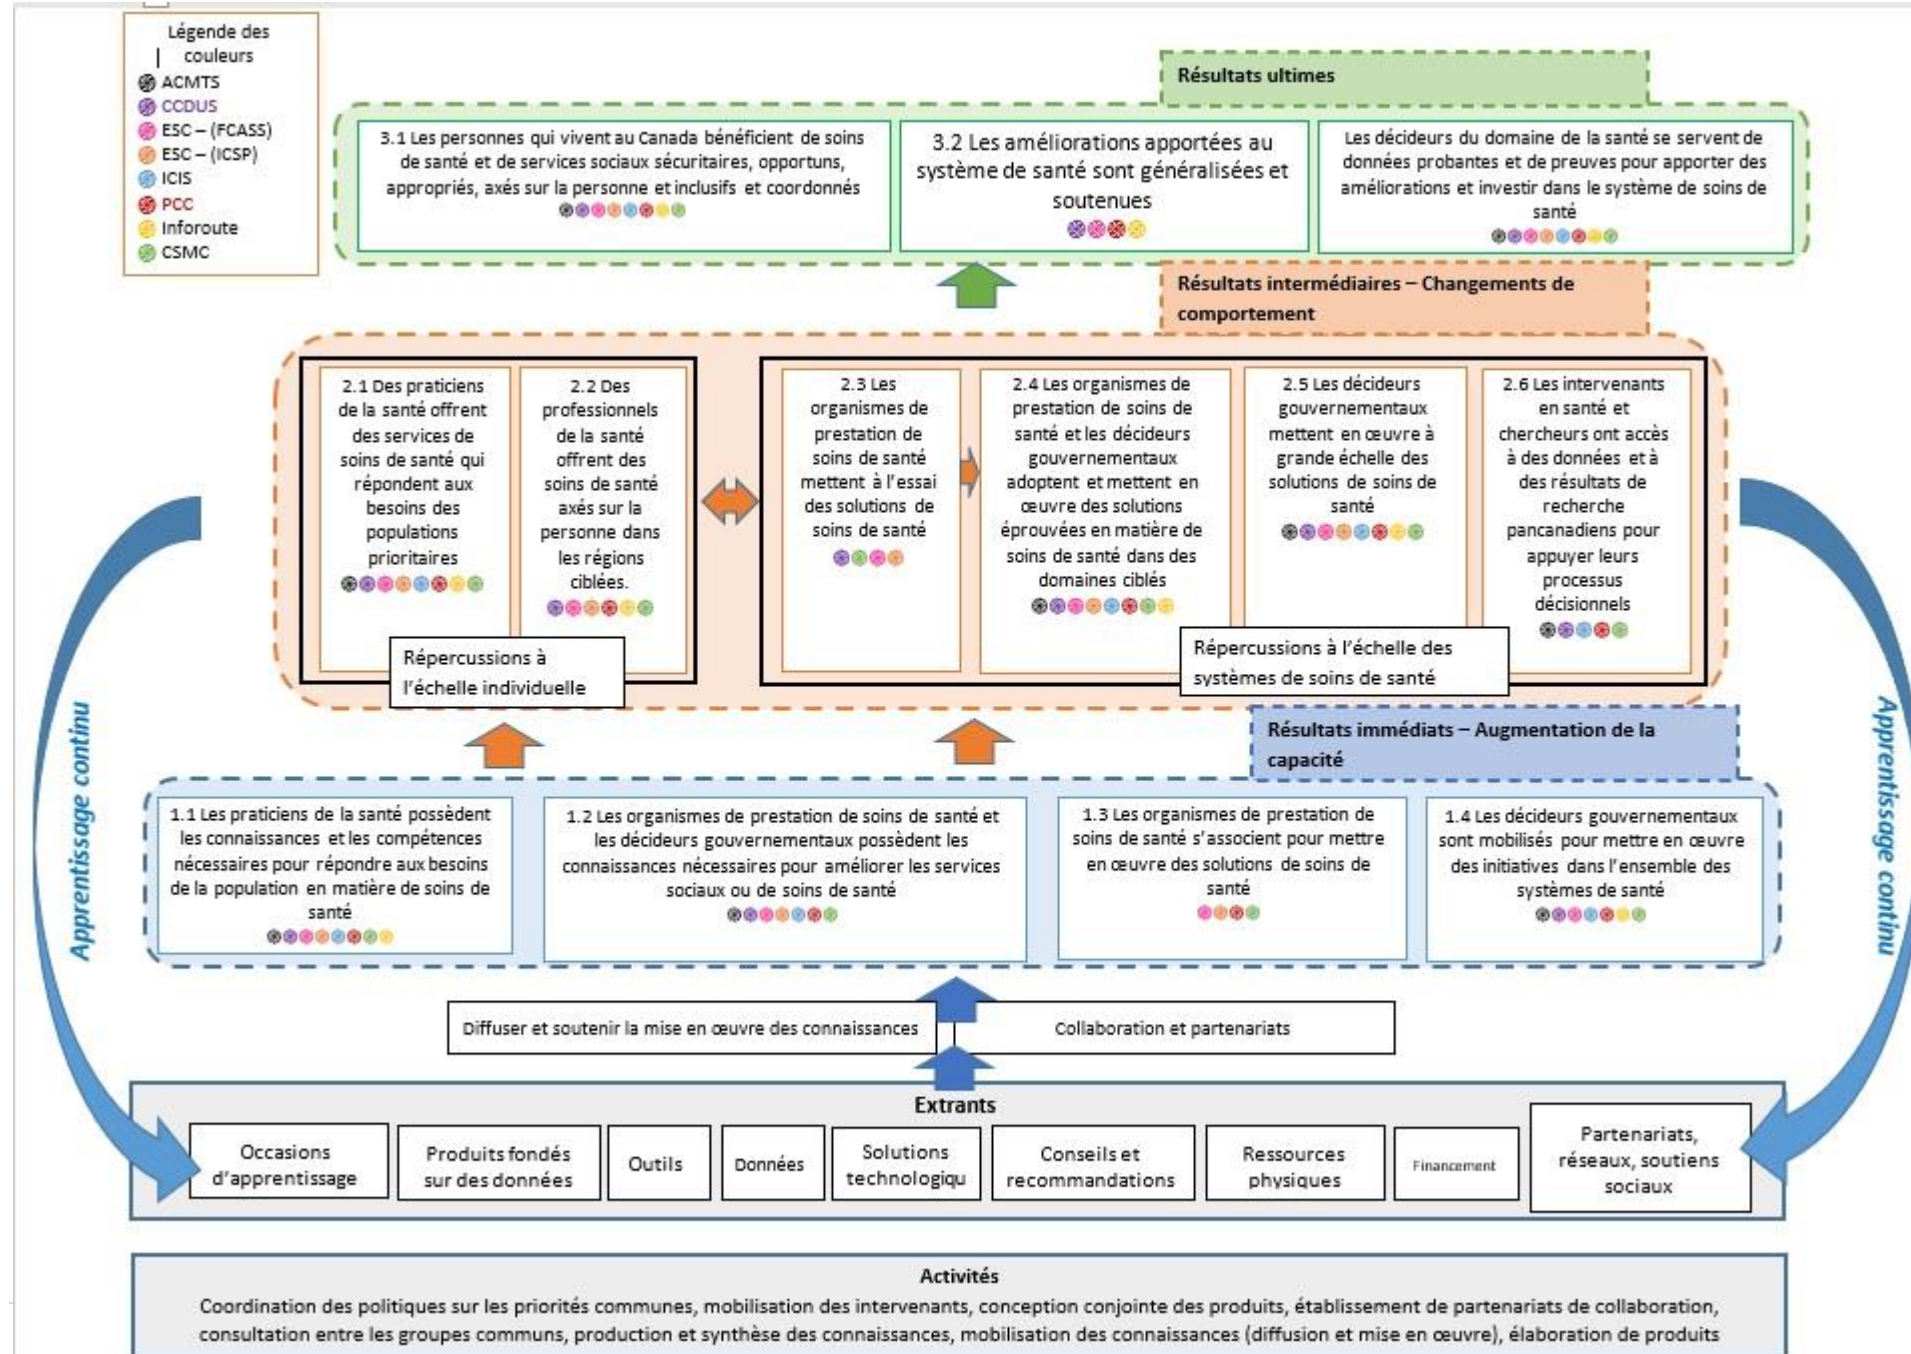 Légende des
couleurs
ACMTS
CCDUS
ESC – (FCASS)
ESC – (ICSP)
ICIS
PCC
Inforoute
CSMC
Résultats ultimes
3.1 Les personnes qui vivent au Canada bénéficient de soins
de santé et de services sociaux sécuritaires, opportuns,
appropriés, axés sur la personne et inclusifs et coordonnés
3.2 Les améliorations apportées au
système de santé sont généralisées et
soutenues
Les décideurs du domaine de la santé se servent de
données probantes et de preuves pour apporter des
améliorations et investir dans le système de soins de
santé
Résultats intermédiaires – Changements de
comportement
2.1 Des praticiens
de la santé offrent
des services de
soins de santé qui
répondent aux
besoins des
populations
prioritaires
2.2 Des
professionnels
de la santé
offrent des
soins de santé
axés sur la
personne dans
les régions
ciblées.
Répercussions à
l'échelle individuelle
2.3 Les
organismes de
prestation de
soins de santé
mettent à l'essai
des solutions de
soins de santé
2.4 Les organismes de
prestation de soins de
santé et les décideurs
gouvernementaux
adoptent et mettent en
œuvre des solutions
éprouvées en matière de
soins de santé dans des
domaines ciblés
2.5 Les décideurs
gouvernementaux
mettent en œuvre à
grande échelle des
solutions de soins de
santé
2.6 Les intervenants
en santé et
chercheurs ont accès
à des données et à
des résultats de
recherche
pancanadiens pour
appuyer leurs
processus
décisionnels
Répercussions à l'échelle des
systèmes de soins de santé
Apprentissage continu
Apprentissage continu
Résultats immédiats – Augmentation de la
capacité
1.1 Les praticiens de la santé possèdent
les connaissances et les compétences
nécessaires pour répondre aux besoins
de la population en matière de soins de
santé
1.2 Les organismes de prestation de soins de santé et
les décideurs gouvernementaux possèdent les
connaissances nécessaires pour améliorer les services
sociaux ou de soins de santé
1.3 Les organismes de prestation de
soins de santé s'associent pour mettre
en œuvre des solutions de soins de
santé
1.4 Les décideurs gouvernementaux
sont mobilisés pour mettre en œuvre
des initiatives dans l'ensemble des
systèmes de santé
Diffuser et soutenir la mise en œuvre des connaissances
Collaboration et partenariats
Extrants
Occasions
d'apprentissage
Produits fondés
sur des données
Outils
Données
Solutions
technologiqu
Conseils et
recommandations
Ressources
physiques
Financement
Partenariats,
réseaux, soutiens
sociaux
Activités
Coordination des politiques sur les priorités communes, mobilisation des intervenants, conception conjointe des produits, établissement de partenariats de collaboration,
consultation entre les groupes communs, production et synthèse des connaissances, mobilisation des connaissances (diffusion et mise en œuvre), élaboration de produits